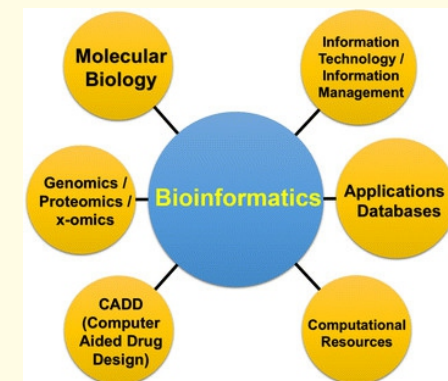 Molecular
Biology
Information
Technology /
Information
Management
Genomics /
Proteomics /
x-omics
Bioinformatics
Applications
Databases
CADD
(Computer
Aided Drug
Design)
Computational
Resources